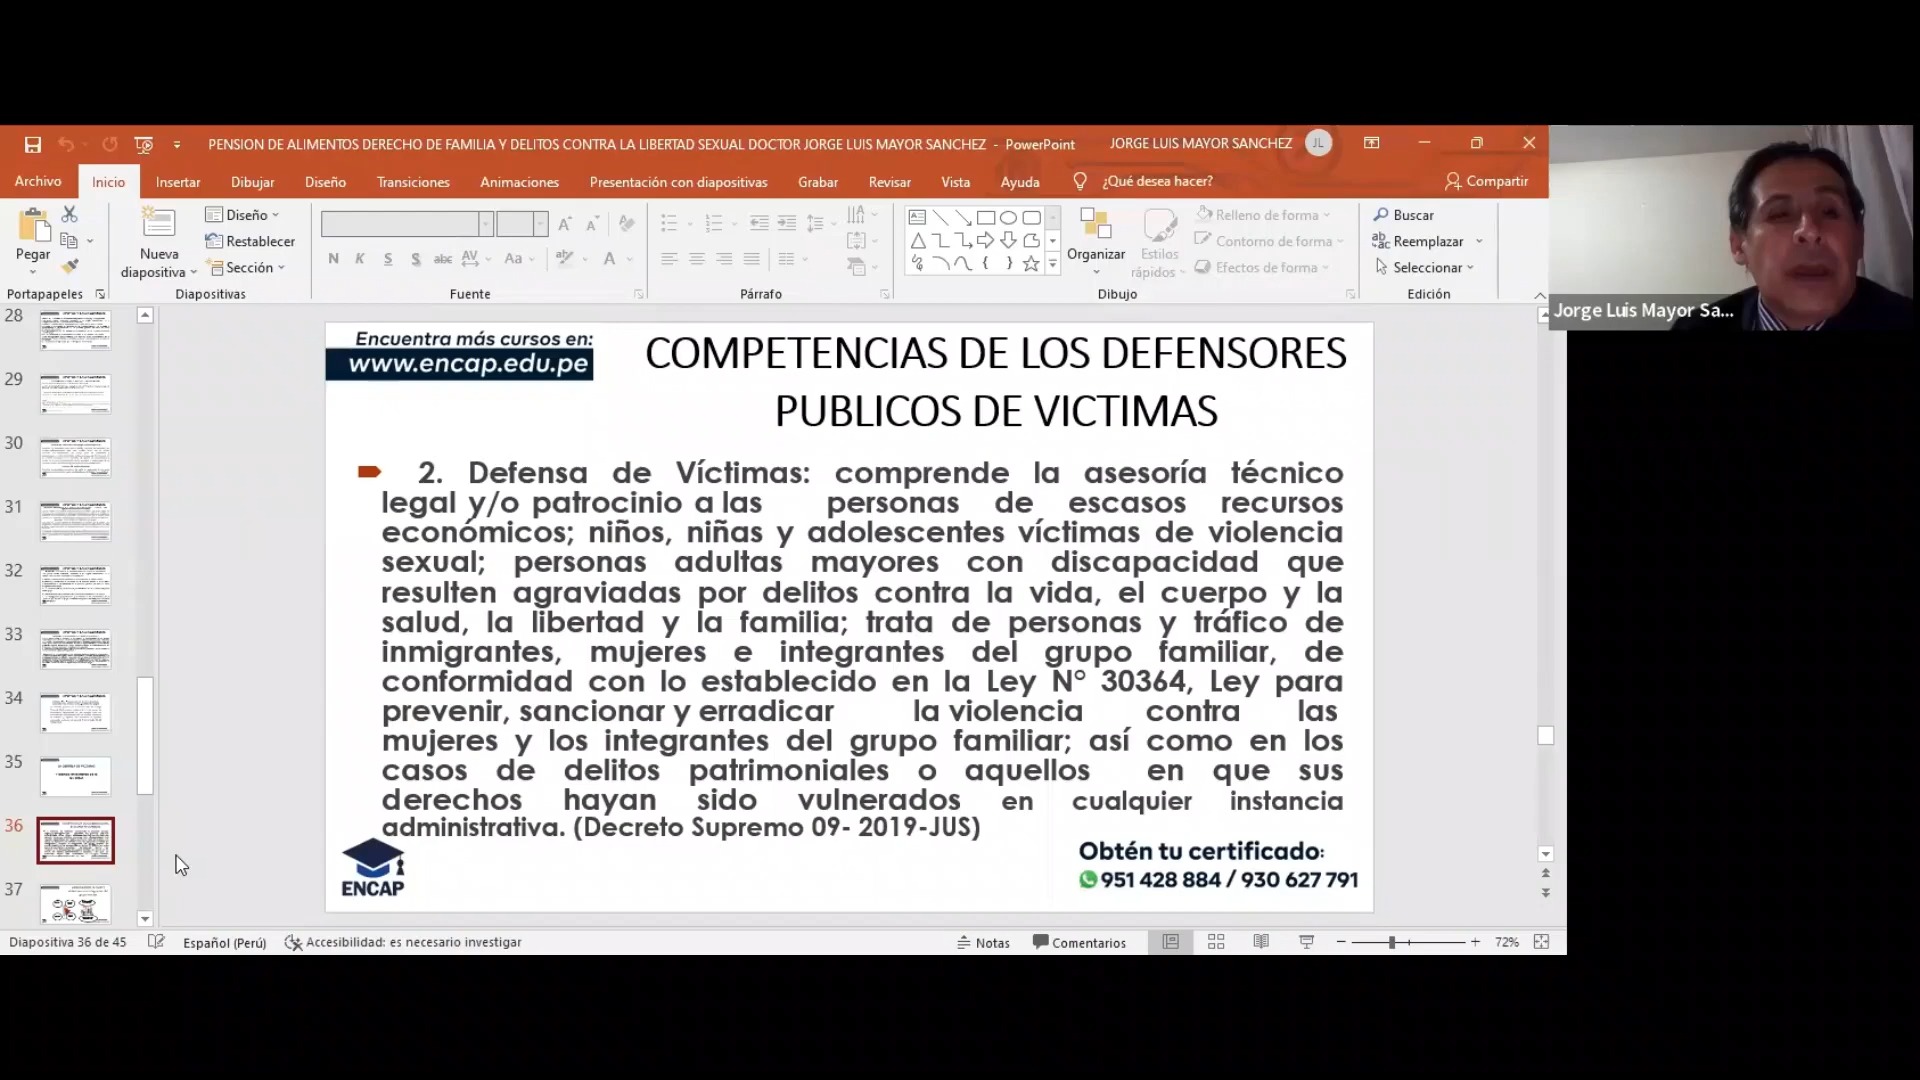 PENSION DE ALIMENTOS DERECHO DE FAMILIA Y DELITOS CONTRA LA LIBERTAD SEXUAL DOCTOR JORGE LUIS MAYOR SANCHEZ - PowerPoint
JORGE LUIS MAYOR SANCHEZ
JL
Archivo
Inicio
Insertar
Dibujar
Diseño
Transiciones
Animaciones
Presentación con diapositivas
Grabar
Revisar
Vista
Ayuda
¿Qué desea hacer?
Compartir
Pegar
Portapapeles
Nueva
diapositiva
Diseño
Restablecer
Sección
Diapositivas
N K S S abc AV Aa A
Fuente
Párrafo
Organizar
Estilos
rápidos
Relleno de forma
Contorno de forma
Efectos de forma
Dibujo
Buscar
Reemplazar
Seleccionar
Edición
Jorge Luis Mayor Sa...
28
29
30
31
32
33
34
35
36
37
Encuentra más cursos en:
www.encap.edu.pe
COMPETENCIAS DE LOS DEFENSORES
PUBLICOS DE VICTIMAS
2. Defensa de Víctimas: comprende la asesoría técnico
legal y/o patrocinio a las personas de escasos recursos
económicos; niños, niñas y adolescentes víctimas de violencia
sexual; personas adultas mayores con discapacidad que
resulten agraviadas por delitos contra la vida, el cuerpo y la
salud, la libertad y la familia; trata de personas y tráfico de
inmigrantes, mujeres e integrantes del grupo familiar, de
conformidad con lo establecido en la Ley N° 30364, Ley para
prevenir, sancionar y erradicar la violencia contra las
mujeres y los integrantes del grupo familiar; así como en los
casos de delitos patrimoniales o aquellos en que sus
derechos hayan sido vulnerados en cualquier instancia
administrativa. (Decreto Supremo 09- 2019-JUS)
ENCAP
Obtén tu certificado:
951 428 884 / 930 627 791
Diapositiva 36 de 45
Español (Perú)
Accesibilidad: es necesario investigar
Notas
Comentarios
72%